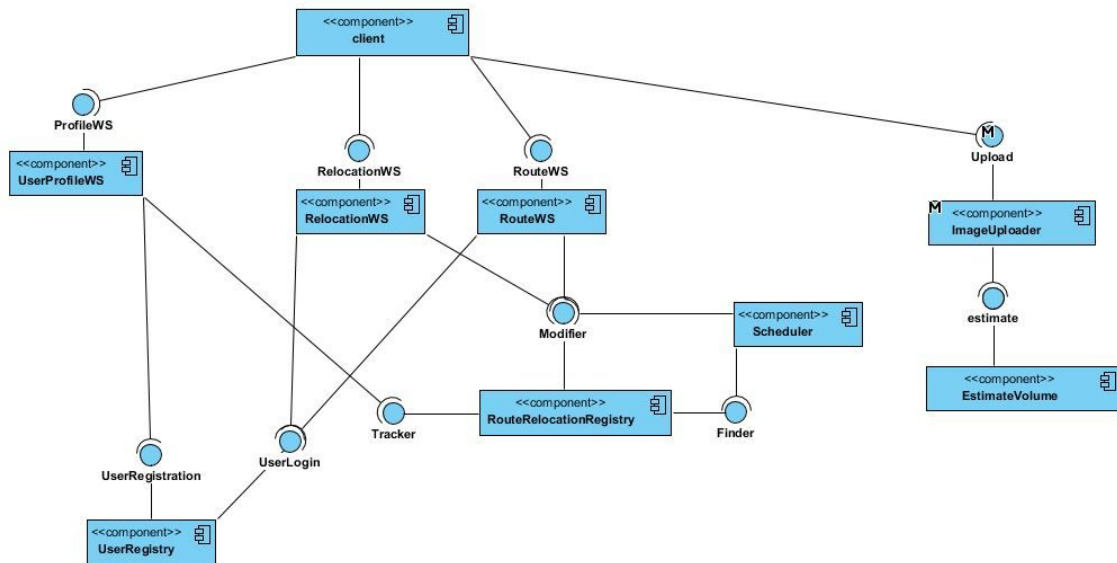 <<component>>
client
ProfileWS
M
Upload
<<component>>
UserProfileWS
RelocationWS
RouteWS
<<component>>
RelocationWS
<<component>>
RouteWS
M
<<component>>
ImageUploader
Modifier
<<component>>
Scheduler
estimate
<<component>>
EstimateVolume
<<component>>
RouteRelocationRegistry
Tracker
Finder
UserRegistration
UserLogin
<<component>>
UserRegistry